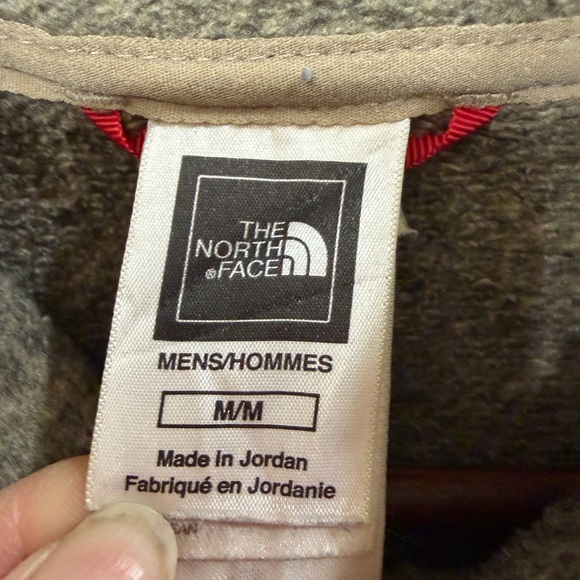 THE
NORTH
®FACE
MENS/HOMMES
M/M
Made in Jordan
Fabriqué en Jordanie